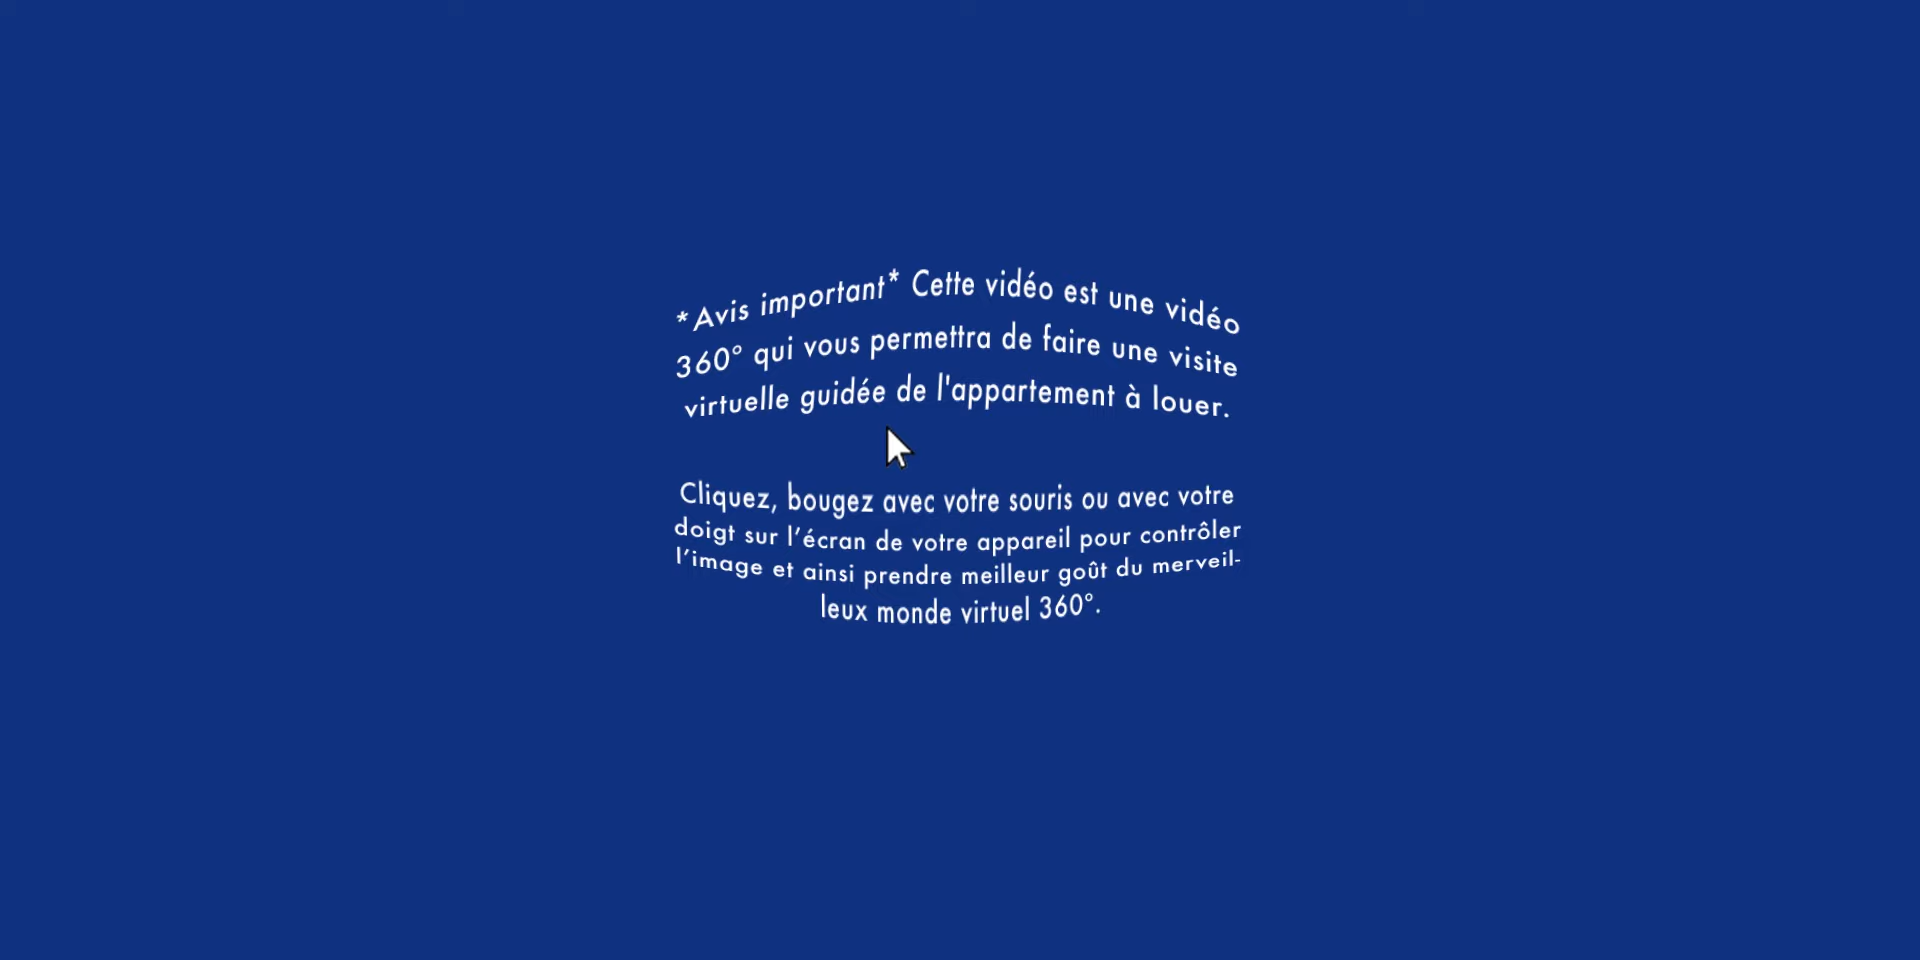 *Avis important* Cette vidéo est une vidéo
360° qui vous permettra de faire une visite
virtuelle guidée de l'appartement à louer.
Cliquez, bougez avec votre souris ou avec votre
doigt sur l’écran de votre appareil pour contrôler
l’image et ainsi prendre meilleur goût du merveil-
leux monde virtuel 360°.